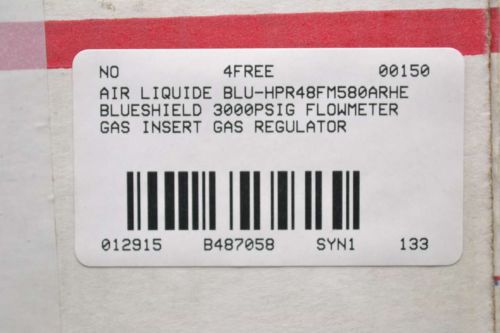 NO 4FREE 00150
AIR LIQUIDE BLU-HPR48FM580ARHE
BLUESHIELD 3000PSIG FLOWMETER
GAS INSERT GAS REGULATOR
012915 B487058 SYN1 133